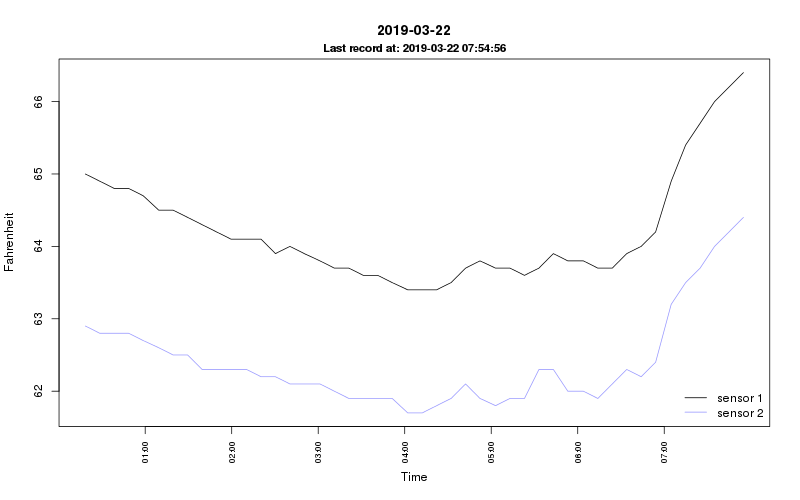 2019-03-22
Last record at: 2019-03-22 07:54:56
Fahrenheit
66
65
64
63
62
01:00
02:00
03:00
04:00
05:00
06:00
07:00
Time
sensor 1
sensor 2